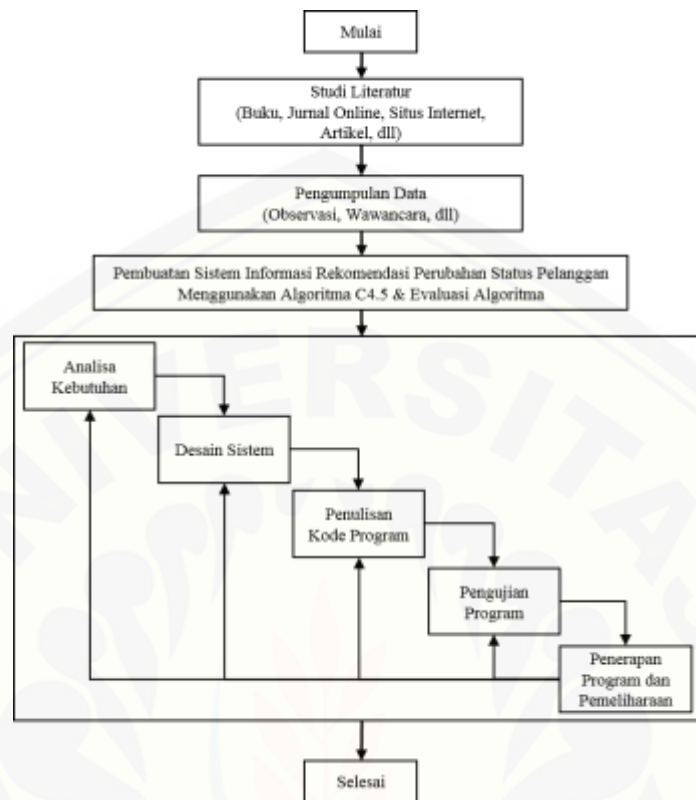 Mulai
Studi Literatur
(Buku, Jurnal Online, Situs Internet,
Artikel, dll)
Pengumpulan Data
(Observasi, Wawancara, dll)
Pembuatan Sistem Informasi Rekomendasi Perubahan Status Pelanggan
Menggunakan Algoritma C4.5 & Evaluasi Algoritma
Analisa
Kebutuhan
Desain Sistem
Penulisan
Kode Program
Pengujian
Program
Penerapan
Program dan
Pemeliharaan
Selesai
UNIVERSITAS